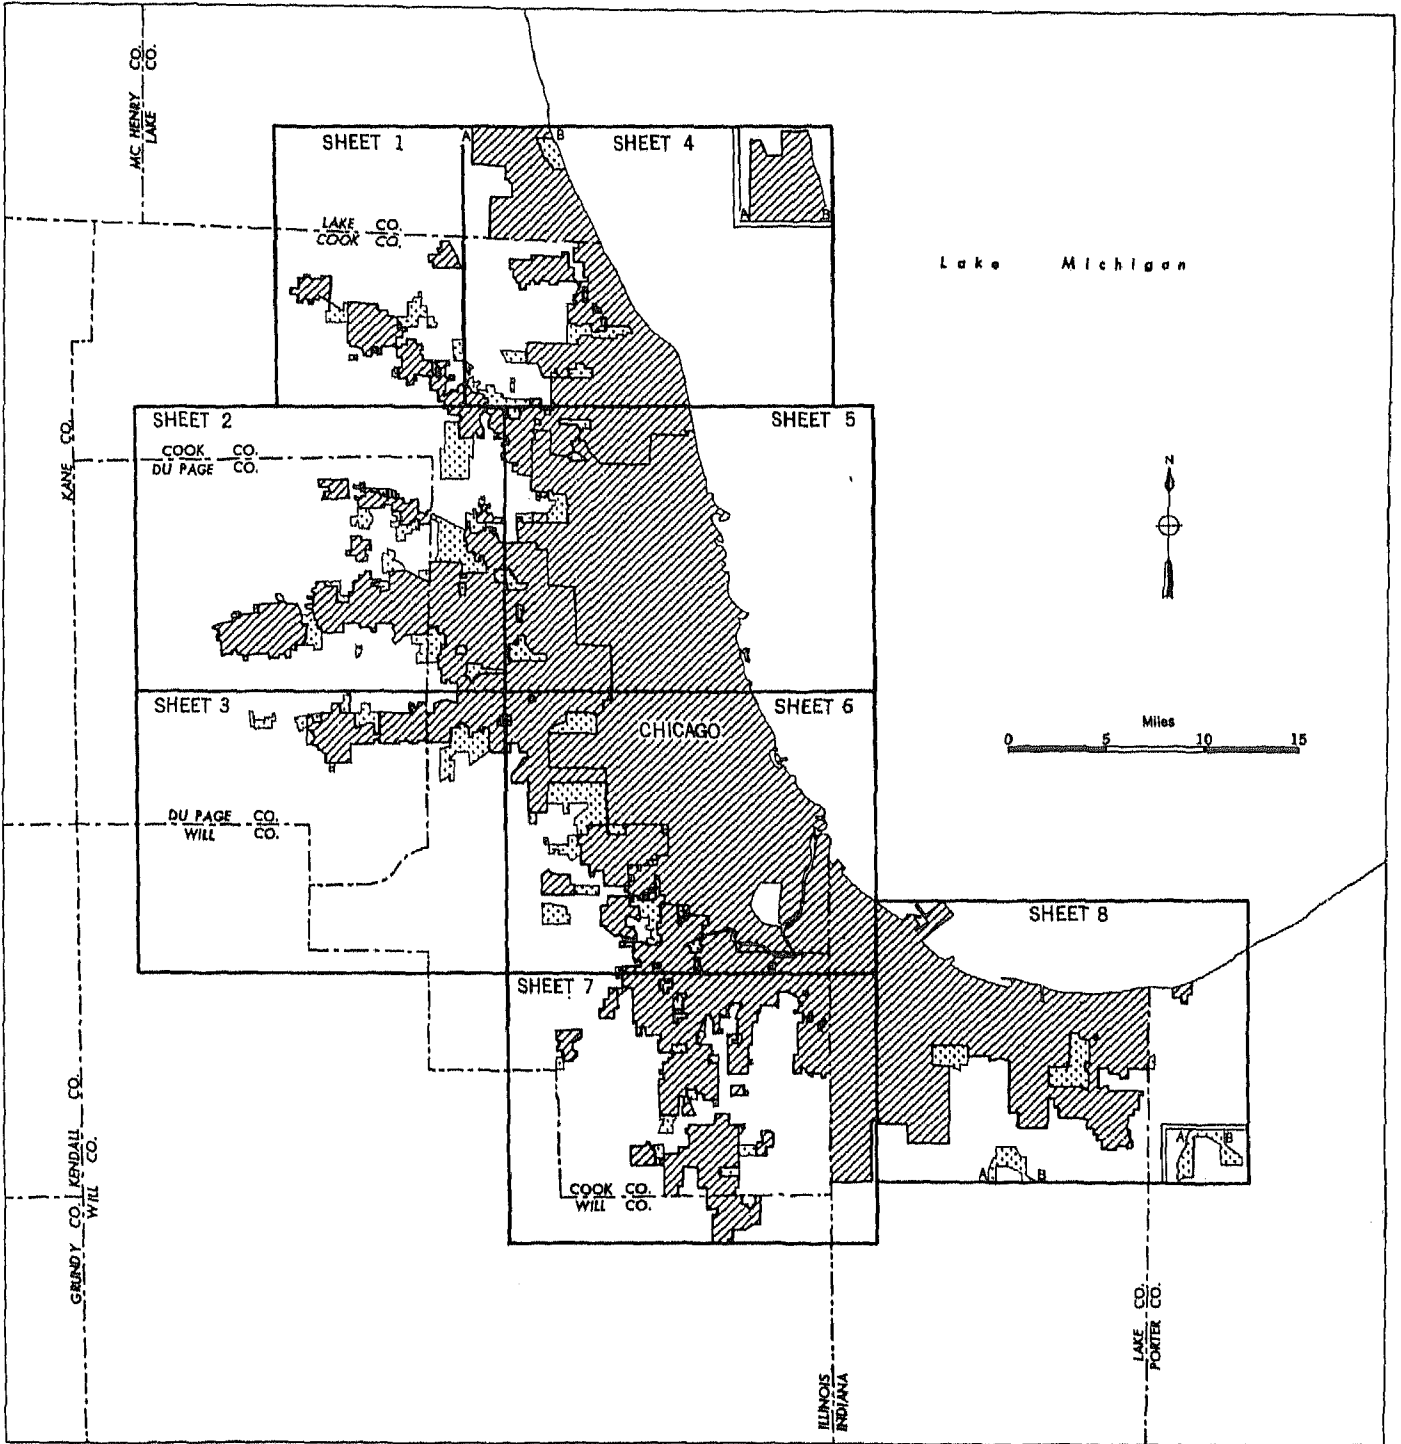 MC HENRY CO.
LAKE CO.
SHEET 1
A
B
SHEET 4
A
B
LAKE CO.
COOK CO.
Lake Michigan
SHEET 2
SHEET 5
KANE CO.
COOK CO.
DU PAGE CO.
N
SHEET 3
SHEET 6
CHICAGO
Miles
0 5 10 15
DU PAGE CO.
WILL CO.
SHEET 8
SHEET 7
GRUNDY CO. KENDALL CO.
WILL CO.
A
B
A
B
COOK CO.
WILL CO.
LAKE CO.
PORTER CO.
ILLINOIS
INDIANA